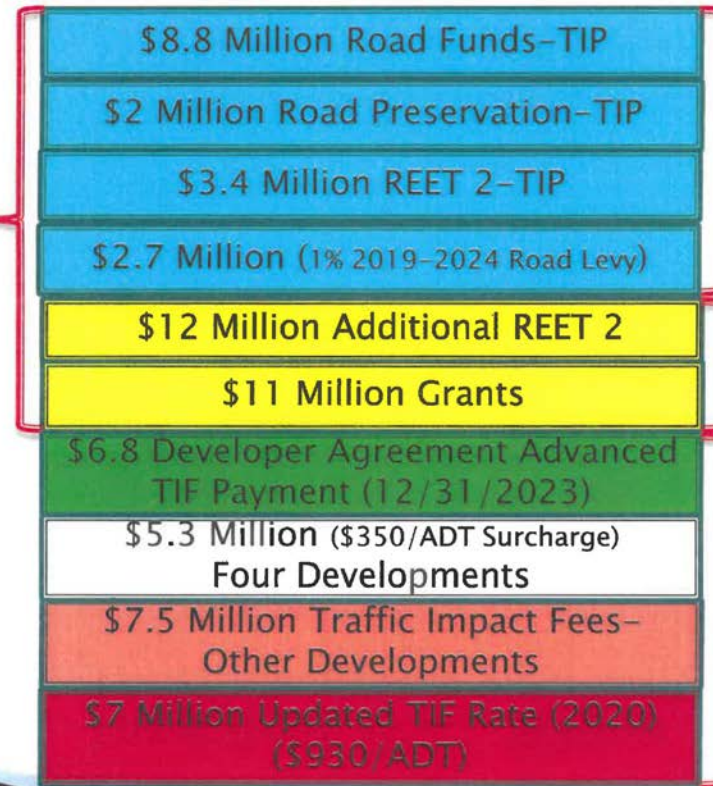 $8.8 Million Road Funds-TIP
$2 Million Road Preservation-TIP
$3.4 Million REET 2-TIP
$2.7 Million (1% 2019-2024 Road Levy)
$12 Million Additional REET 2
$11 Million Grants
$6.8 Developer Agreement Advanced
TIF Payment (12/31/2023)
$5.3 Million ($350/ADT Surcharge)
Four Developments
$7.5 Million Traffic Impact Fees-
Other Developments
$7 Million Updated TIF Rate (2020)
($930/ADT)